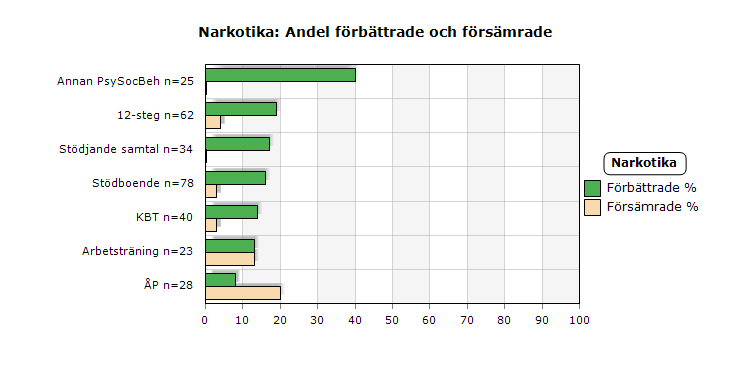 Narkotika: Andel förbättrade och försämrade
Annan PsySocBeh n=25
12-steg n=62
Stödjande samtal n=34
Stödboende n=78
KBT n=40
Arbetsträning n=23
ÅP n=28
0 10 20 30 40 50 60 70 80 90 100
Narkotika
Förbättrade %
Försämrade %